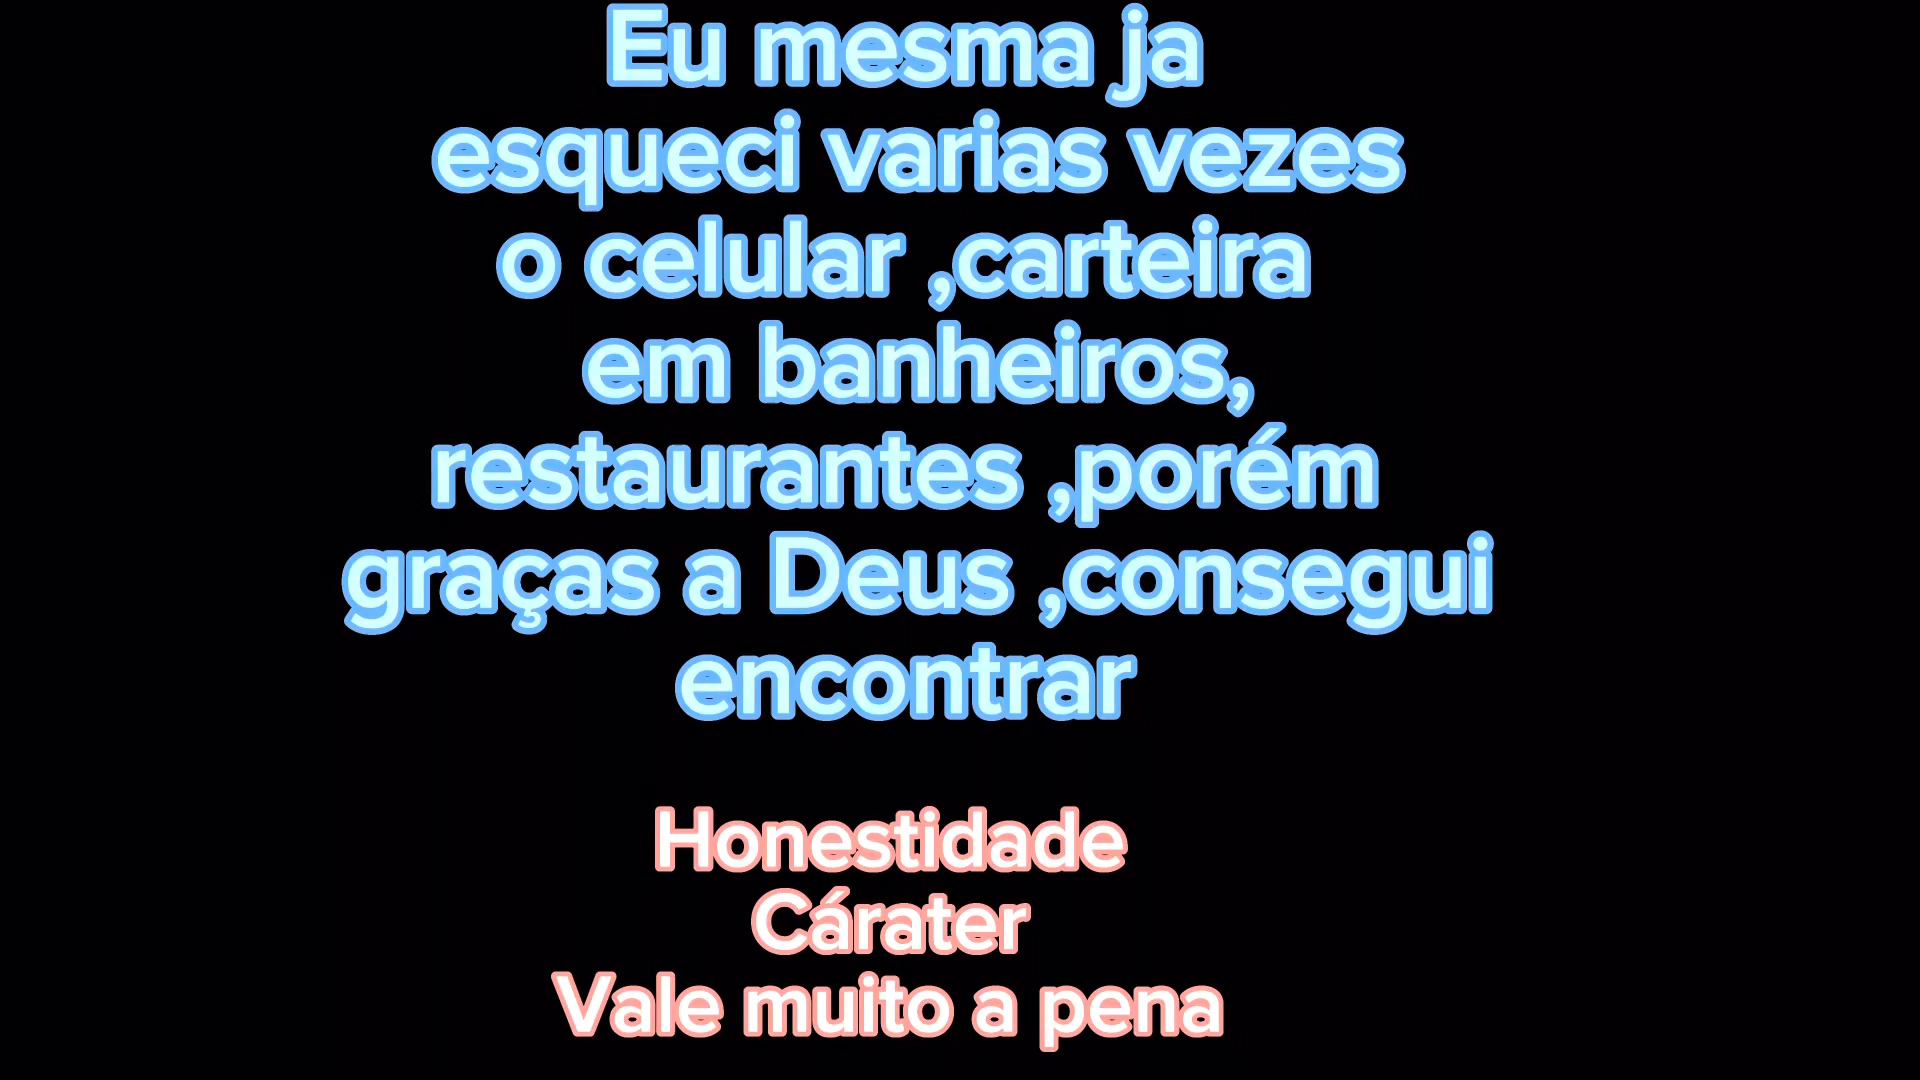 Eu mesma ja
esqueci varias vezes
o celular ,carteira
em banheiros,
restaurantes ,porém
graças a Deus ,consegui
encontrar
Honestidade
Cárater
Vale muito a pena